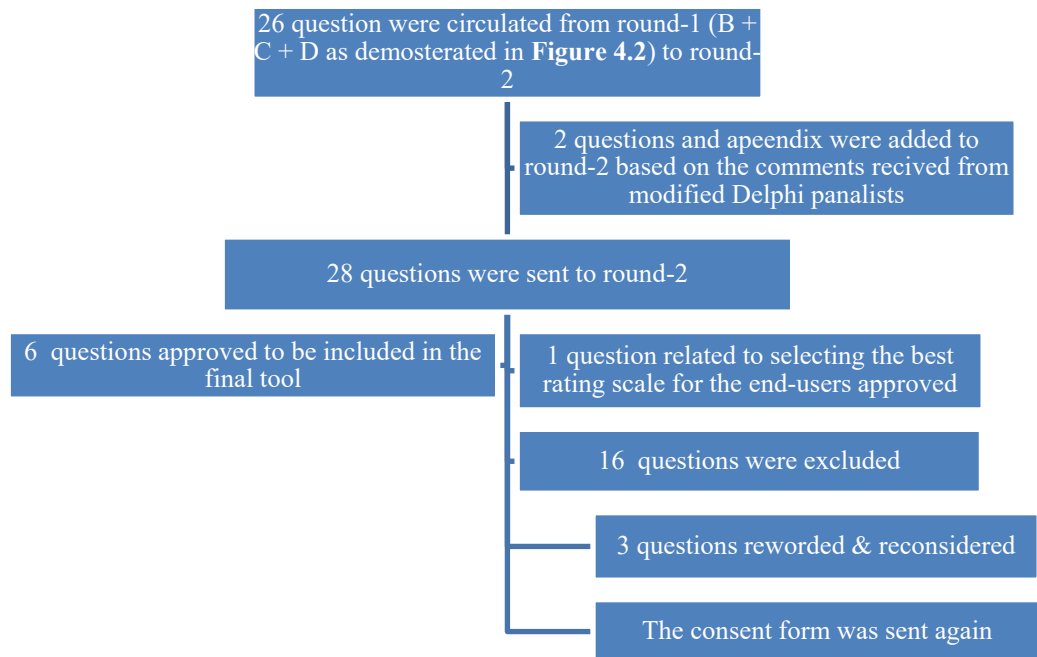 26 question were circulated from round-1 (B +
C + D as demosterated in Figure 4.2) to round-
2
2 questions and apeendix were added to
round-2 based on the comments recived from
modified Delphi panalists
28 questions were sent to round-2
6 questions approved to be included in the
final tool
1 question related to selecting the best
rating scale for the end-users approved
16 questions were excluded
3 questions reworded & reconsidered
The consent form was sent again